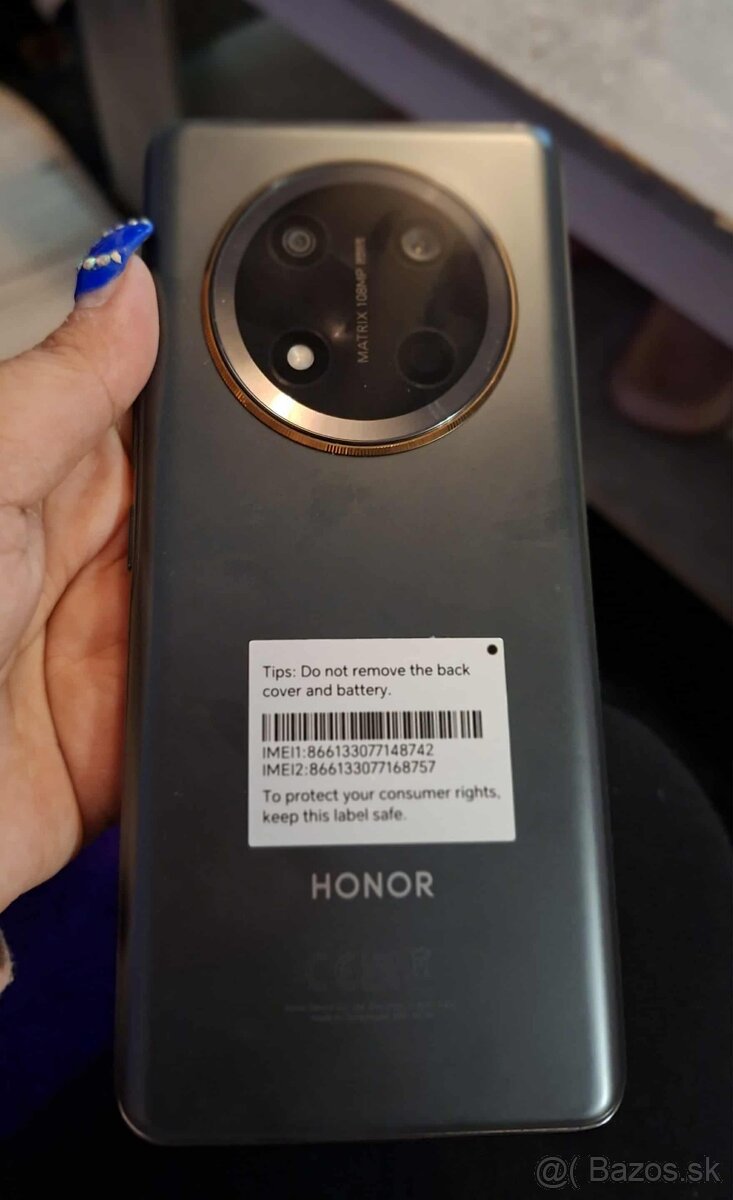 MATRIX 108MP
Tips: Do not remove the back
cover and battery.
IMEI1:866133077148742
IMEI2:866133077168757
To protect your consumer rights,
keep this label safe.
HONOR
@( Bazos.sk